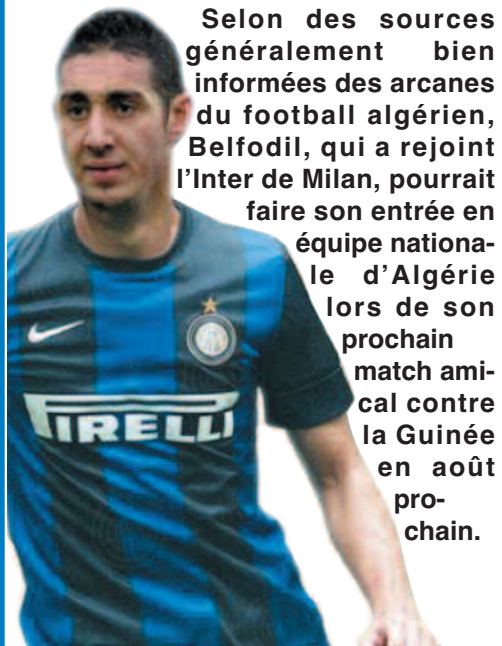 Selon des sources
généralement bien
informées des arcanes
du football algérien,
Belfodil, qui a rejoint
l'Inter de Milan, pourrait
faire son entrée en
équipe nationa-
le d'Algérie
lors de son
prochain
match ami-
cal contre
la Guinée
en août
pro-
chain.
PIRELLI